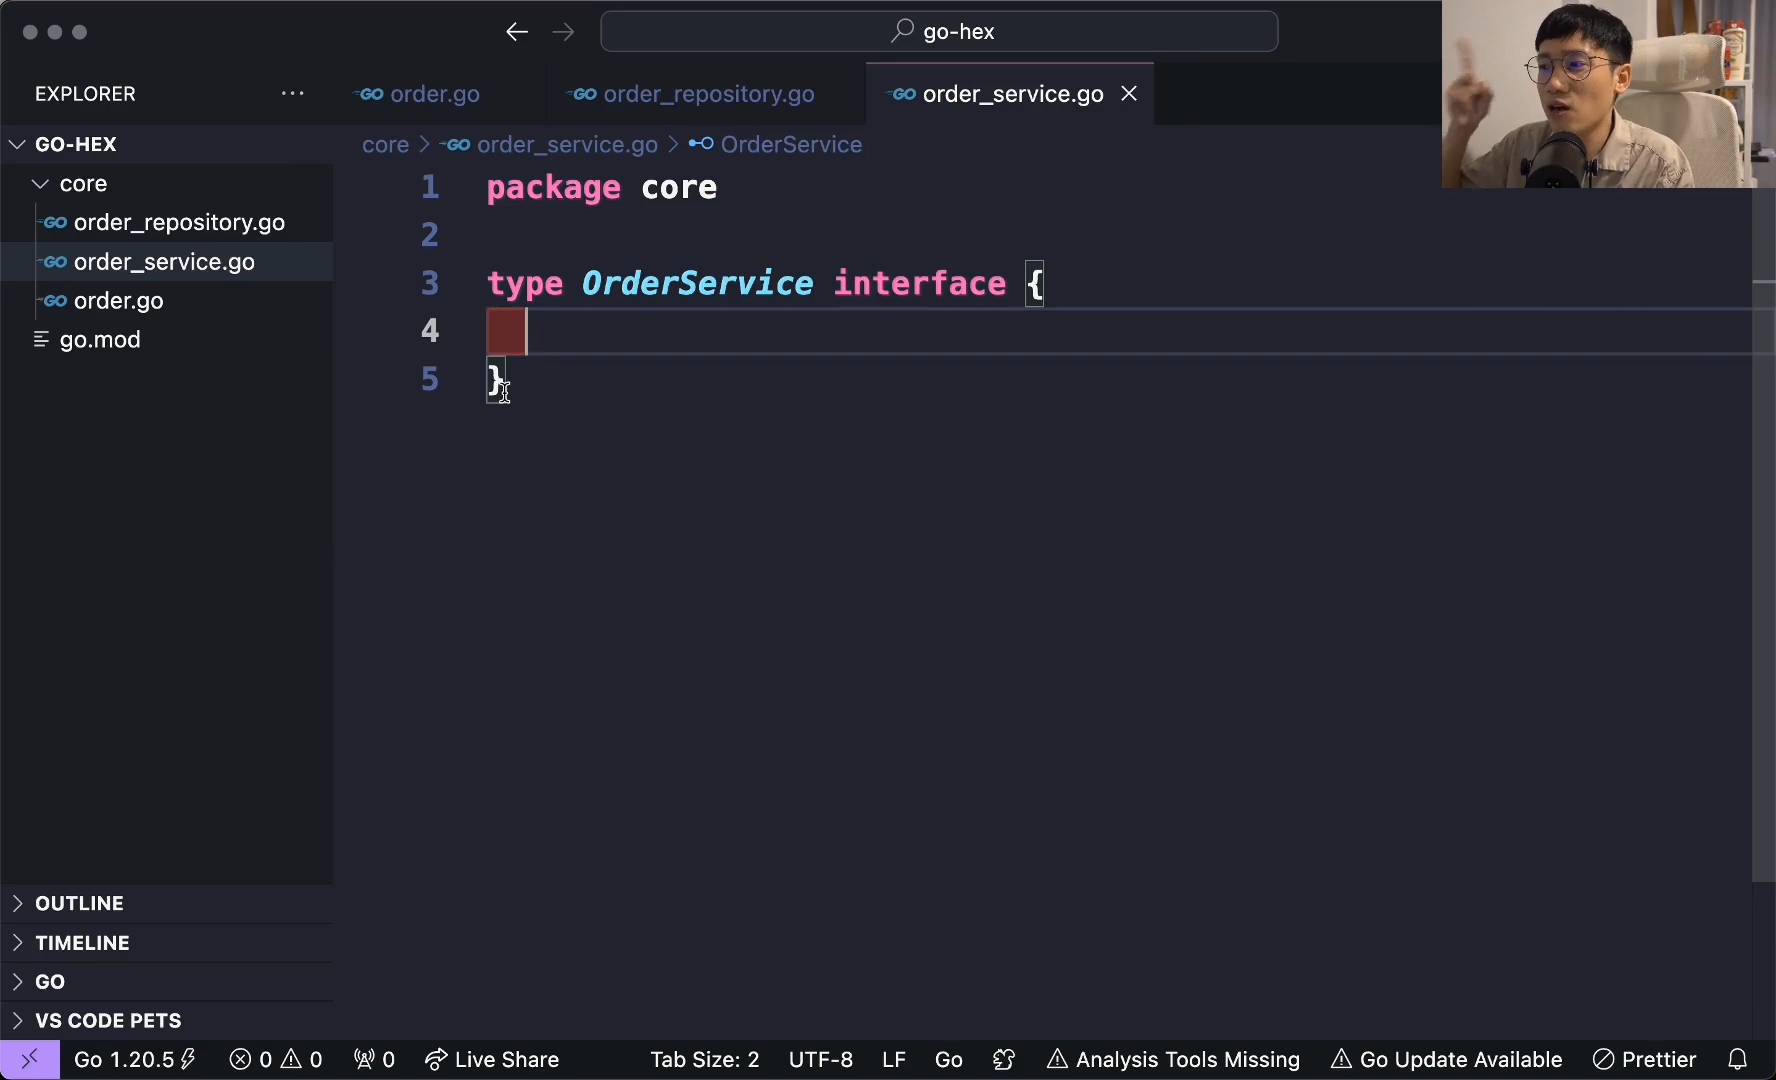 go-hex
EXPLORER
order.go
order_repository.go
order_service.go
GO-HEX
core
order_repository.go
order_service.go
order.go
go.mod
core > order_service.go > OrderService
1 package core
2
3 type OrderService interface {
4
5 }
OUTLINE
TIMELINE
GO
VS CODE PETS
Go 1.20.5 0 0 0 Live Share Tab Size: 2 UTF-8 LF Go Analysis Tools Missing Go Update Available Prettier